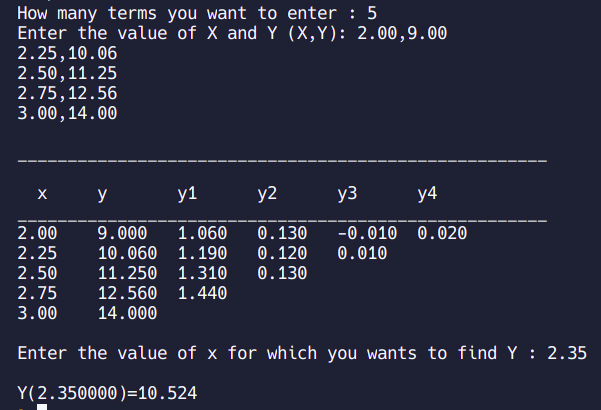 How many terms you want to enter : 5
Enter the value of X and Y (X,Y): 2.00,9.00
2.25,10.06
2.50,11.25
2.75,12.56
3.00,14.00
_____________________________________________________
x y y1 y2 y3 y4
_____________________________________________________
2.00 9.000 1.060 0.130 -0.010 0.020
2.25 10.060 1.190 0.120 0.010
2.50 11.250 1.310 0.130
2.75 12.560 1.440
3.00 14.000
Enter the value of x for which you wants to find Y : 2.35
Y(2.350000)=10.524